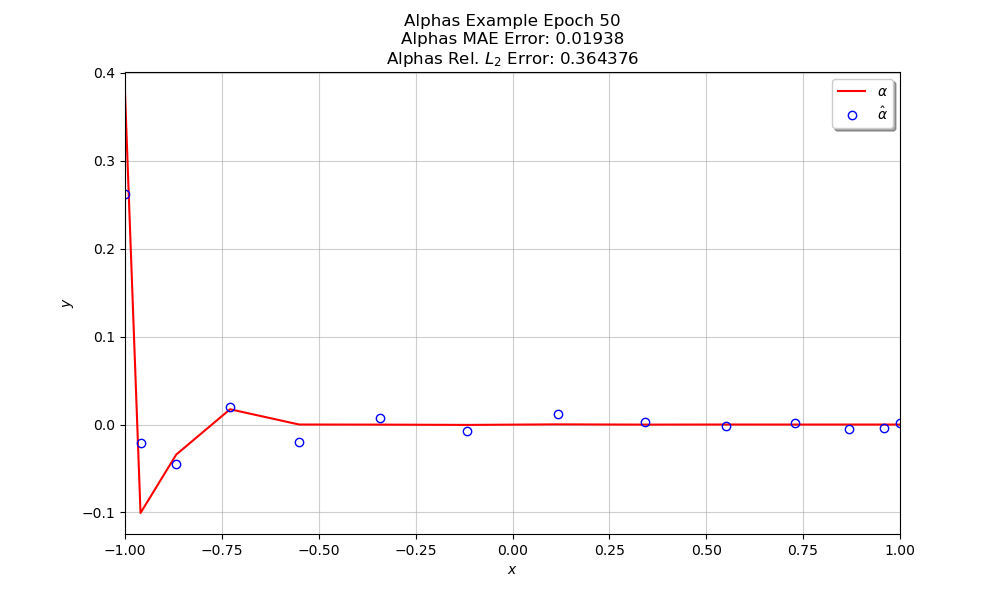 Alphas Example Epoch 50
Alphas MAE Error: 0.01938
Alphas Rel. $L_2$ Error: 0.364376
0.4
0.3
0.2
0.1
0.0
−0.1
y
α
α̂
−1.00 −0.75 −0.50 −0.25 0.00 0.25 0.50 0.75 1.00
x